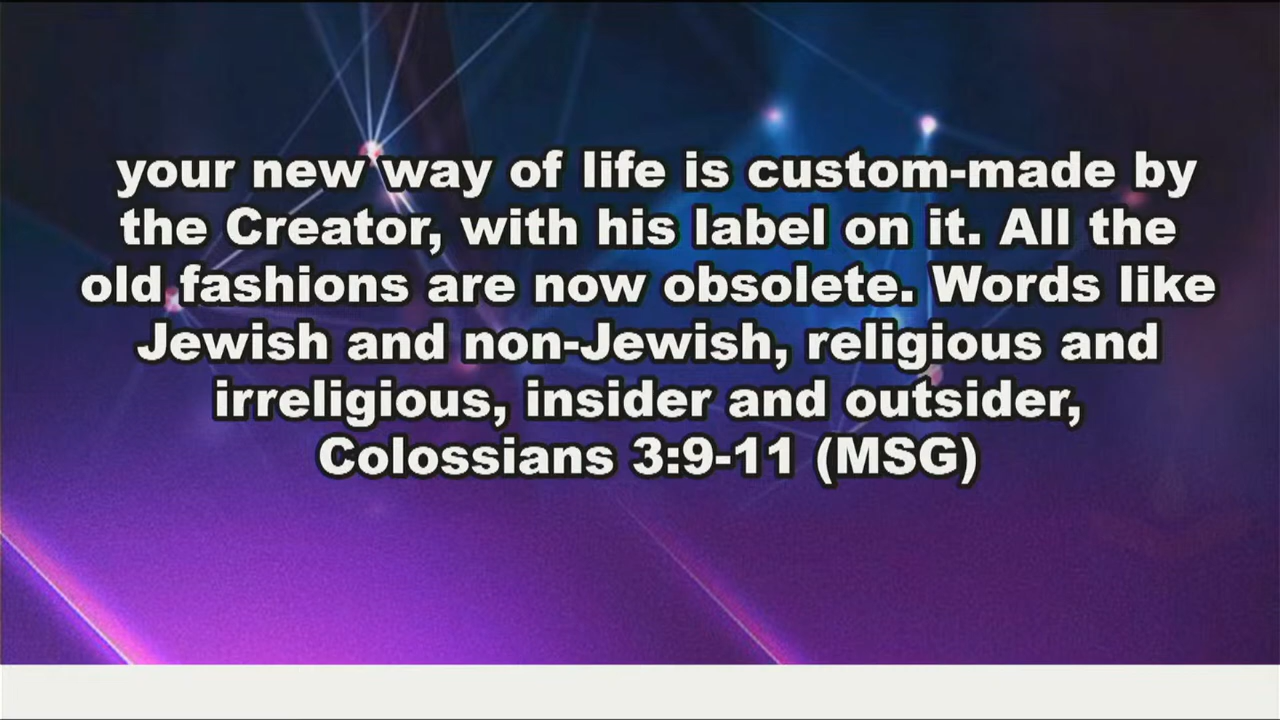 your new way of life is custom-made by
the Creator, with his label on it. All the
old fashions are now obsolete. Words like
Jewish and non-Jewish, religious and
irreligious, insider and outsider,
Colossians 3:9-11 (MSG)